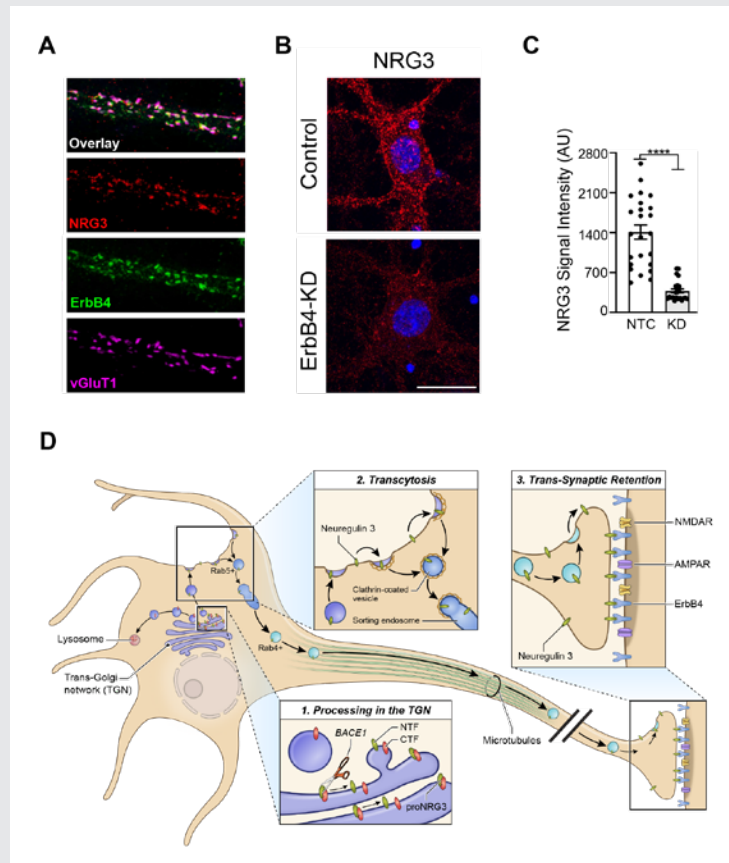 A
Overlay
NRG3
ErbB4
vGluT1
B
NRG3
Control
ErbB4-KD
C
****
NRG3 Signal Intensity (AU)
2800
2100
1400
700
0
NTC KD
D
2. Transcytosis
Neuregulin 3
Clathrin-coated
vesicle
Sorting endosome
3. Trans-Synaptic Retention
NMDAR
AMPAR
ErbB4
Neuregulin 3
Rab5+
Rab4+
Lysosome
Trans-Golgi
network (TGN)
1. Processing in the TGN
BACE1
NTF
CTF
proNRG3
Microtubules